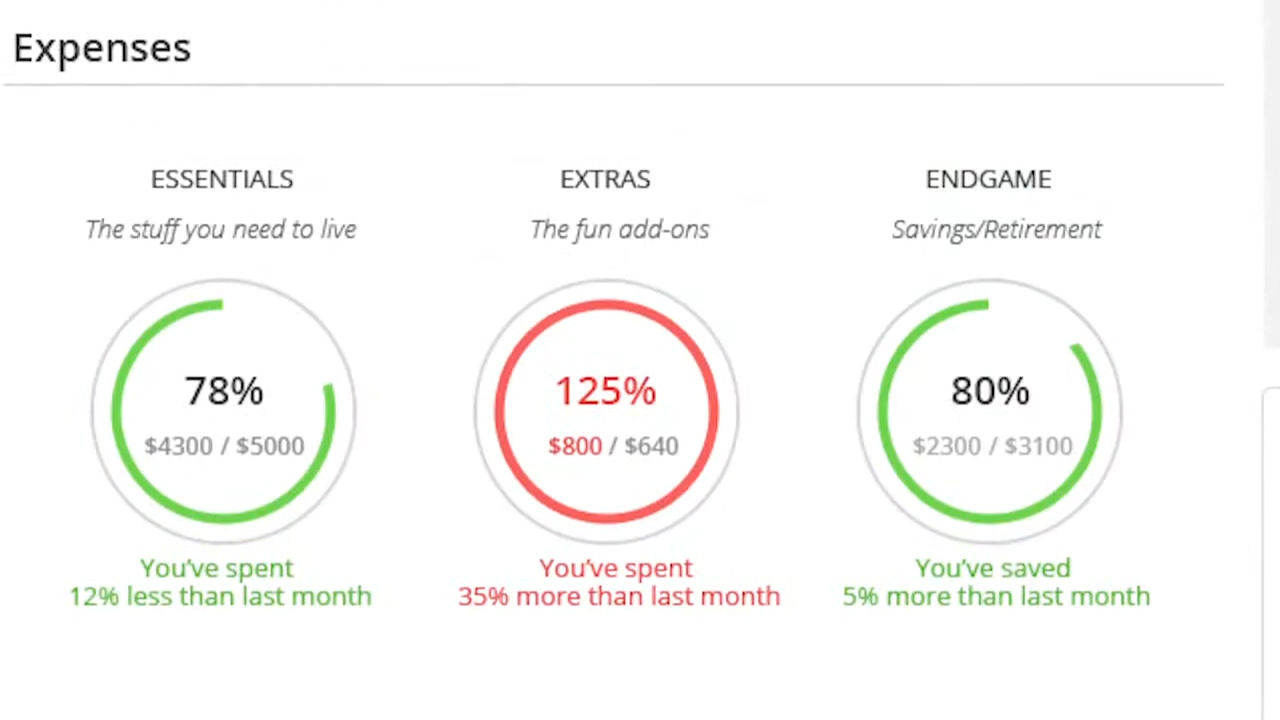 Expenses
ESSENTIALS
The stuff you need to live
78%
$4300 / $5000
You've spent
12% less than last month
EXTRAS
The fun add-ons
125%
$800 / $640
You've spent
35% more than last month
ENDGAME
Savings/Retirement
80%
$2300 / $3100
You've saved
5% more than last month